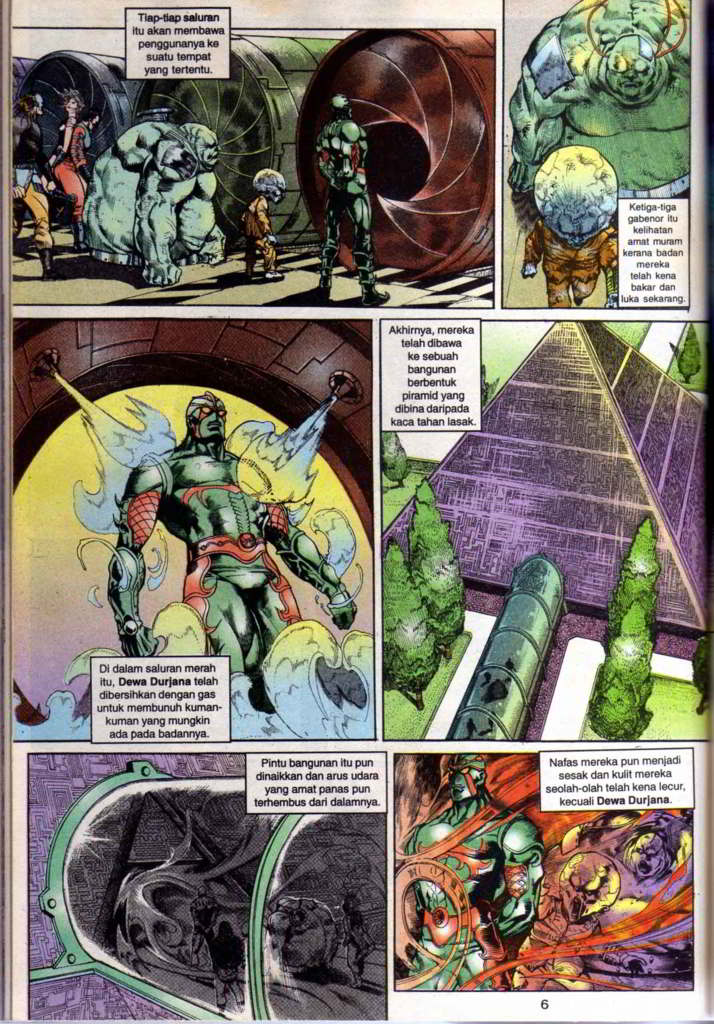 Tiap-tiap saluran
itu akan membawa
penggunanya ke
suatu tempat
yang tertentu.
Ketiga-tiga
gabenor itu
kelihatan
amat muram
kerana badan
mereka
telah kena
bakar dan
luka sekarang.
Di dalam saluran merah
itu, Dewa Durjana telah
dibersihkan dengan gas
untuk membunuh kuman-
kuman yang mungkin
ada pada badannya.
Akhirnya, mereka
telah dibawa
ke sebuah
bangunan
berbentuk
piramid yang
dibina daripada
kaca tahan lasak.
Pintu bangunan itu pun
dinaikkan dan arus udara
yang amat panas pun
terhembus dari dalamnya.
Nafas mereka pun menjadi
sesak dan kulit mereka
seolah-olah telah kena lecur,
kecuali Dewa Durjana.
6